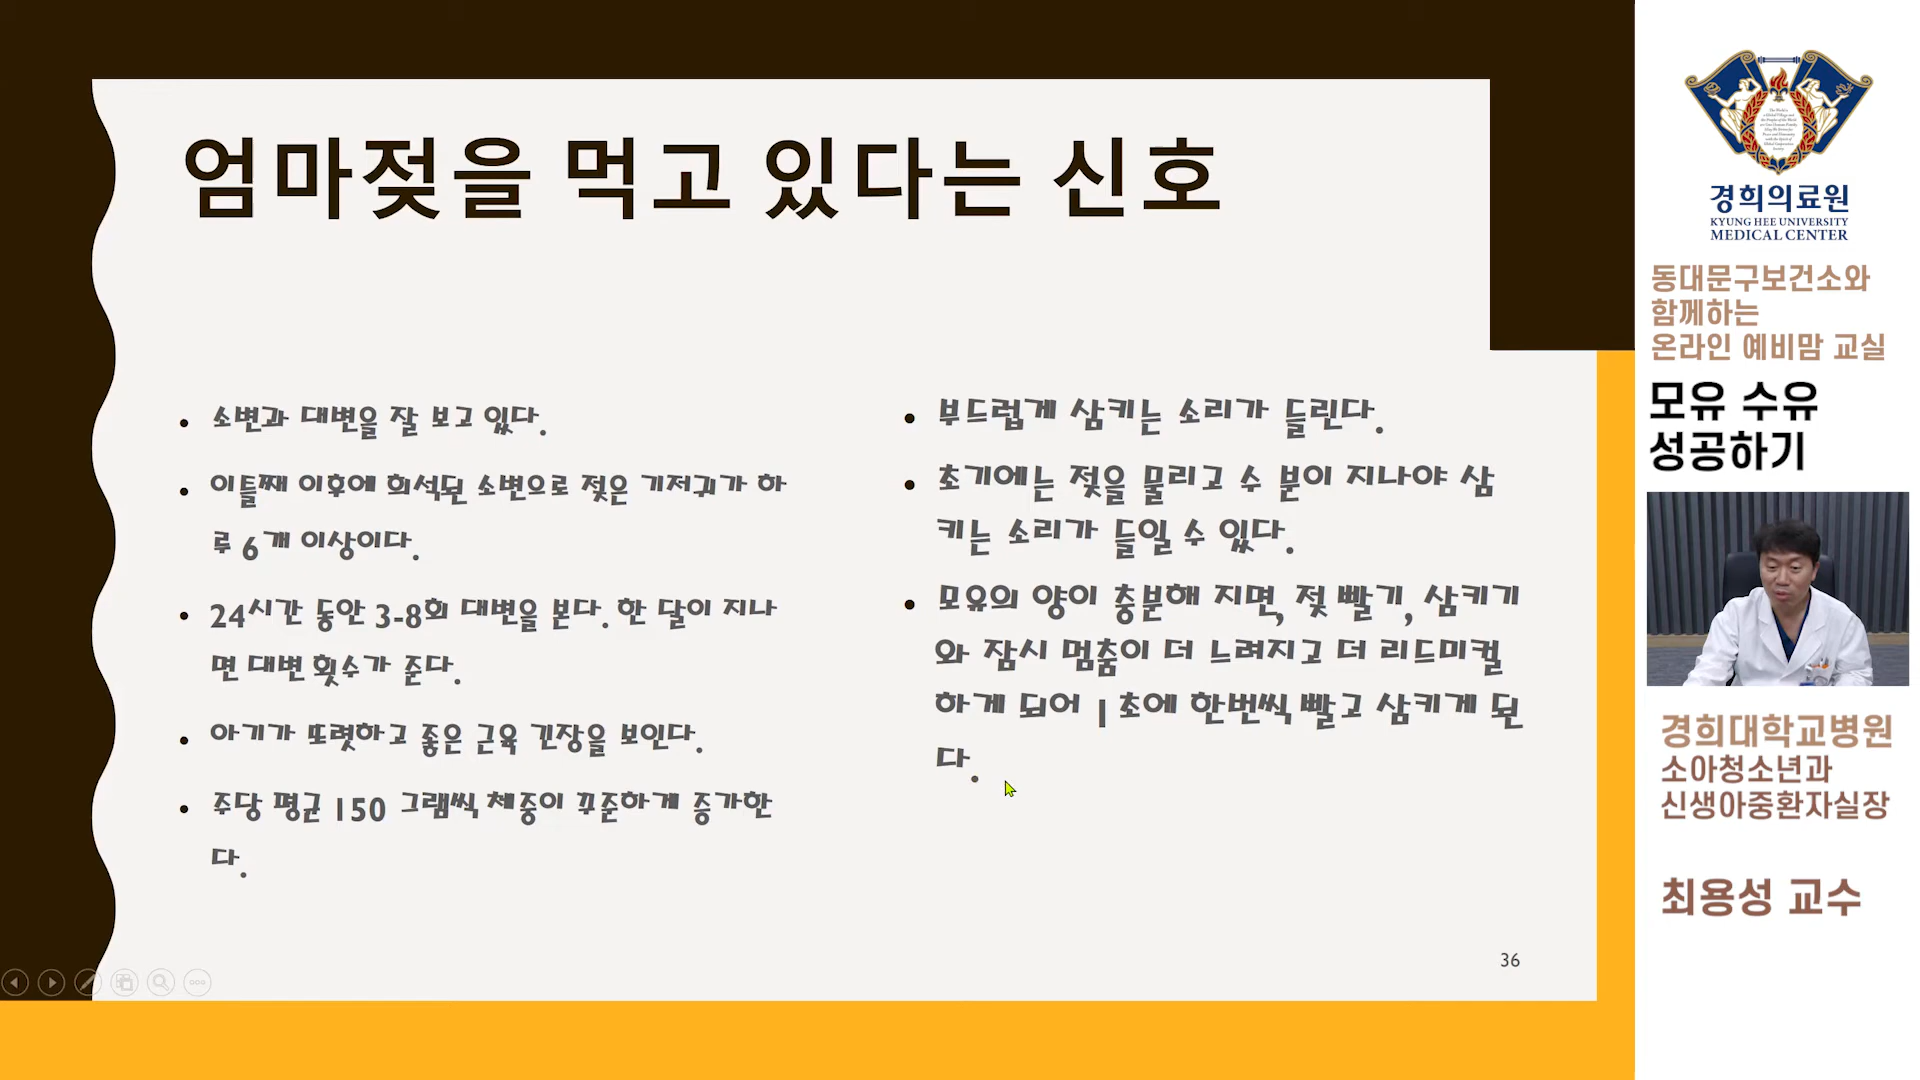 엄마젖을 먹고 있다는 신호
• 소변과 대변을 잘 보고 있다.
• 이틀째 이후에 희석된 소변으로 젖은 기저귀가 하
루 6개 이상이다.
• 24시간 동안 3-8회 대변을 본다. 한 달이 지나
면 대변 횟수가 준다.
• 아기가 또렷하고 좋은 근육 긴장을 보인다.
• 주당 평균 150 그램씩 체중이 꾸준하게 증가한
다.
• 부드럽게 삼키는 소리가 들린다.
• 초기에는 젖을 물리고 수 분이 지나야 삼
키는 소리가 들일 수 있다.
• 모유의 양이 충분해 지면, 젖 빨기, 삼키기
와 잠시 멈춤이 더 느려지고 더 리드미컬
하게 되어 1초에 한번씩 빨고 삼키게 된
다.
36
경희의료원
KYUNG HEE UNIVERSITY
MEDICAL CENTER
동대문구보건소와
함께하는
온라인 예비맘 교실
모유 수유
성공하기
경희대학교병원
소아청소년과
신생아중환자실장
최용성 교수